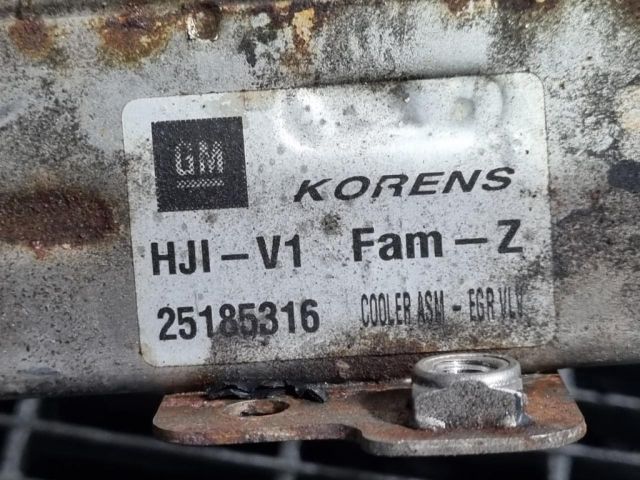 GM KORENS
HJI-V1 Fam-Z
25185316 COOLER ASM - EGR VLV